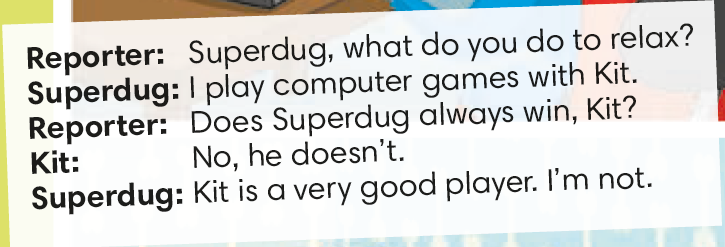 Reporter: Superdug, what do you do to relax?
Superdug: I play computer games with Kit.
Reporter: Does Superdug always win, Kit?
Kit: No, he doesn't.
Superdug: Kit is a very good player. I'm not.